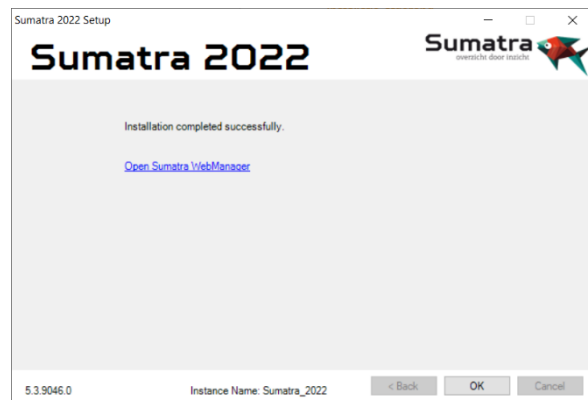 Sumatra 2022 Setup
Sumatra 2022
Sumatra
overzicht door inzicht
Installation completed successfully.
Open Sumatra WebManager
5.3.9046.0
Instance Name: Sumatra_2022
< Back
OK
Cancel